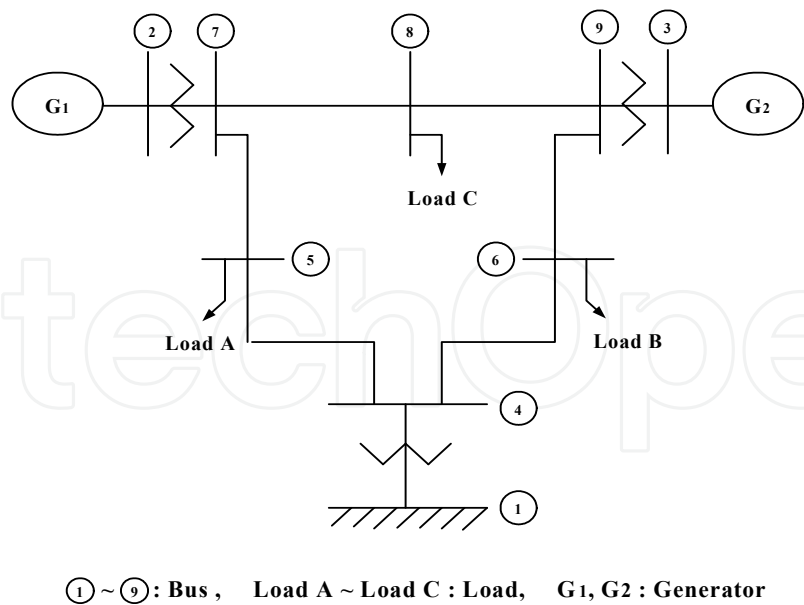 2 7 8 9 3
G1 G2
Load C
5 6
techOpe
Load A Load B
4
1
1 ~ 9 : Bus , Load A ~ Load C : Load, G1, G2 : Generator